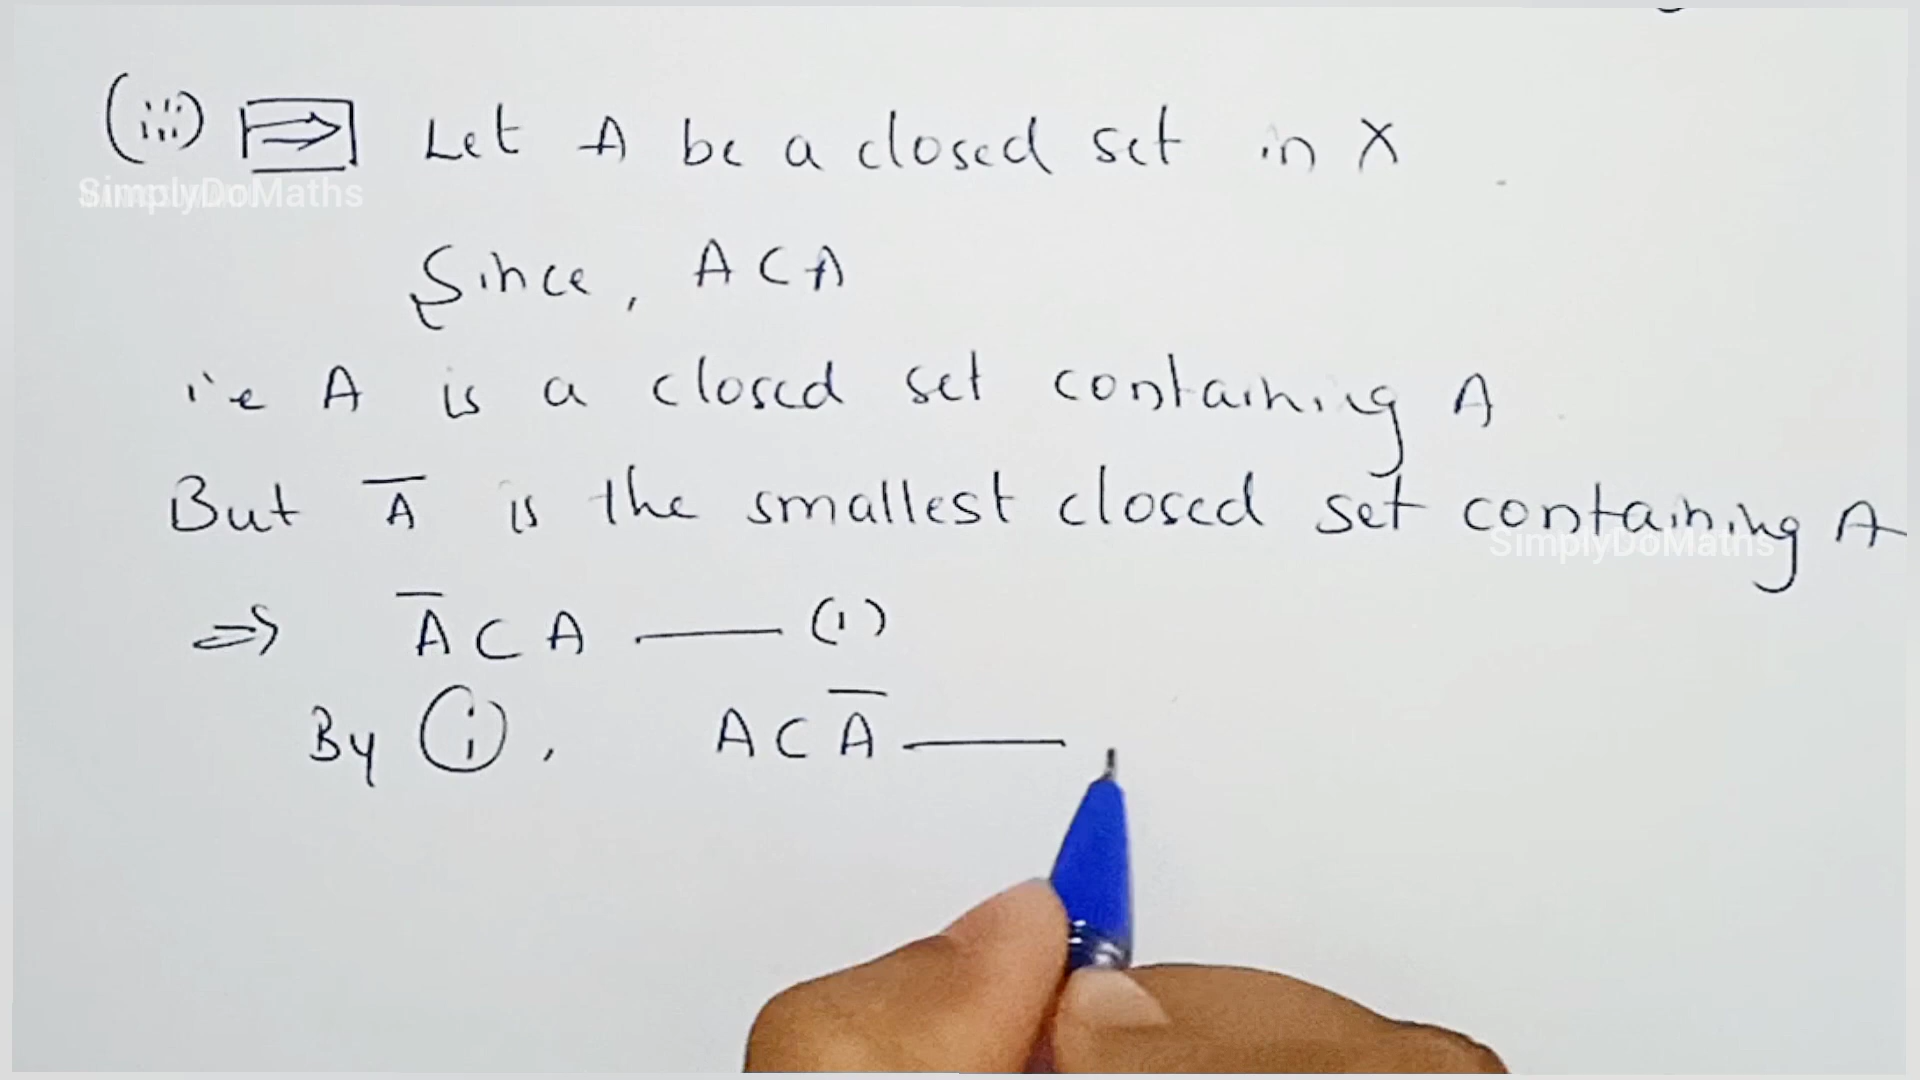 (iii) ⇒ Let A be a closed set in X
SimplyDoMaths
Since, A ⊂ A
i.e A is a closed set containing A
But A̅ is the smallest closed set containing A
SimplyDoMaths
⇒ A̅ ⊂ A — (1)
By (i), A ⊂ A̅ —